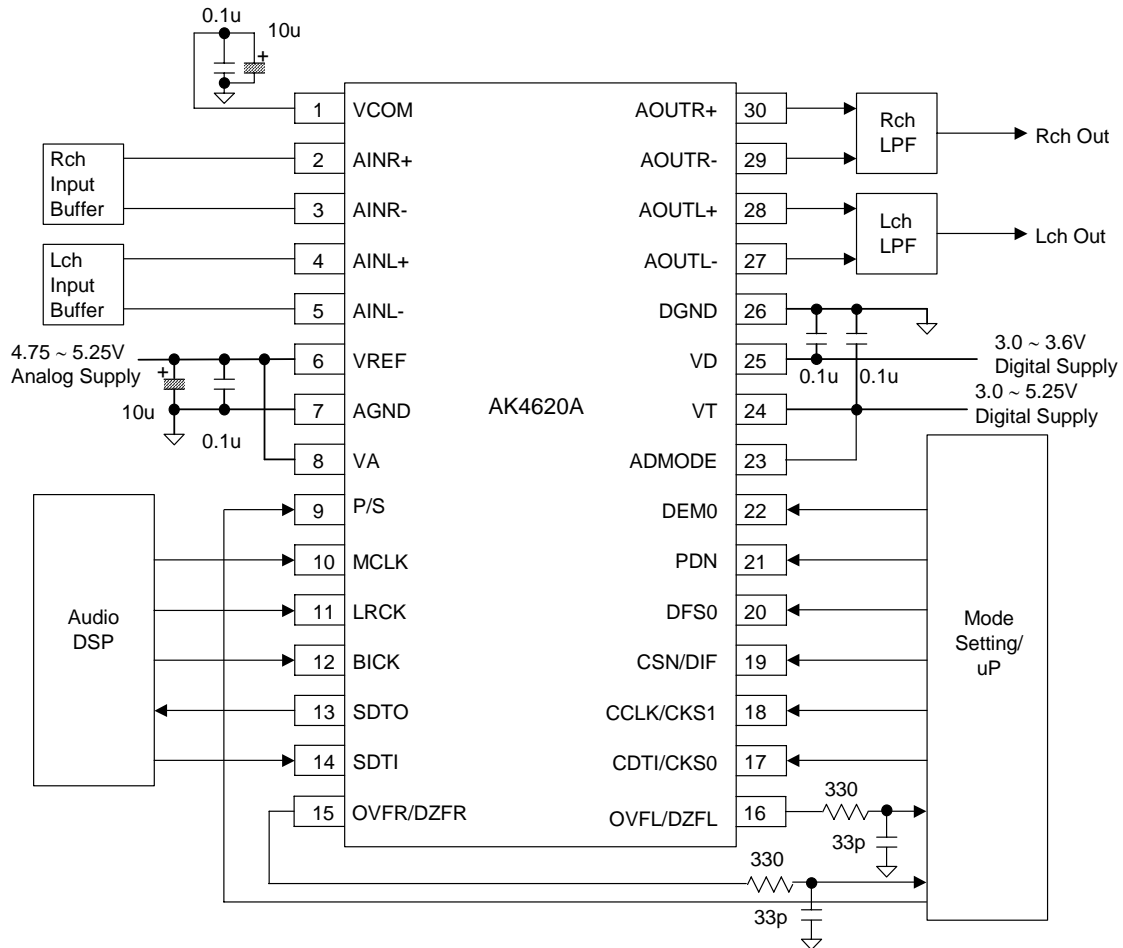 0.1u
10u
+
1 VCOM
2 AINR+
3 AINR-
4 AINL+
5 AINL-
6 VREF
7 AGND
8 VA
9 P/S
10 MCLK
11 LRCK
12 BICK
13 SDTO
14 SDTI
15 OVFR/DZFR
AK4620A
AOUTR+ 30
AOUTR- 29
AOUTL+ 28
AOUTL- 27
DGND 26
VD 25
VT 24
ADMODE 23
DEM0 22
PDN 21
DFS0 20
CSN/DIF 19
CCLK/CKS1 18
CDTI/CKS0 17
OVFL/DZFL 16
Rch
Input
Buffer
Lch
Input
Buffer
4.75 ~ 5.25V
Analog Supply
+
10u
0.1u
Audio
DSP
Rch
LPF
Rch Out
Lch
LPF
Lch Out
0.1u
0.1u
3.0 ~ 3.6V
Digital Supply
3.0 ~ 5.25V
Digital Supply
Mode
Setting/
uP
330
33p
330
33p